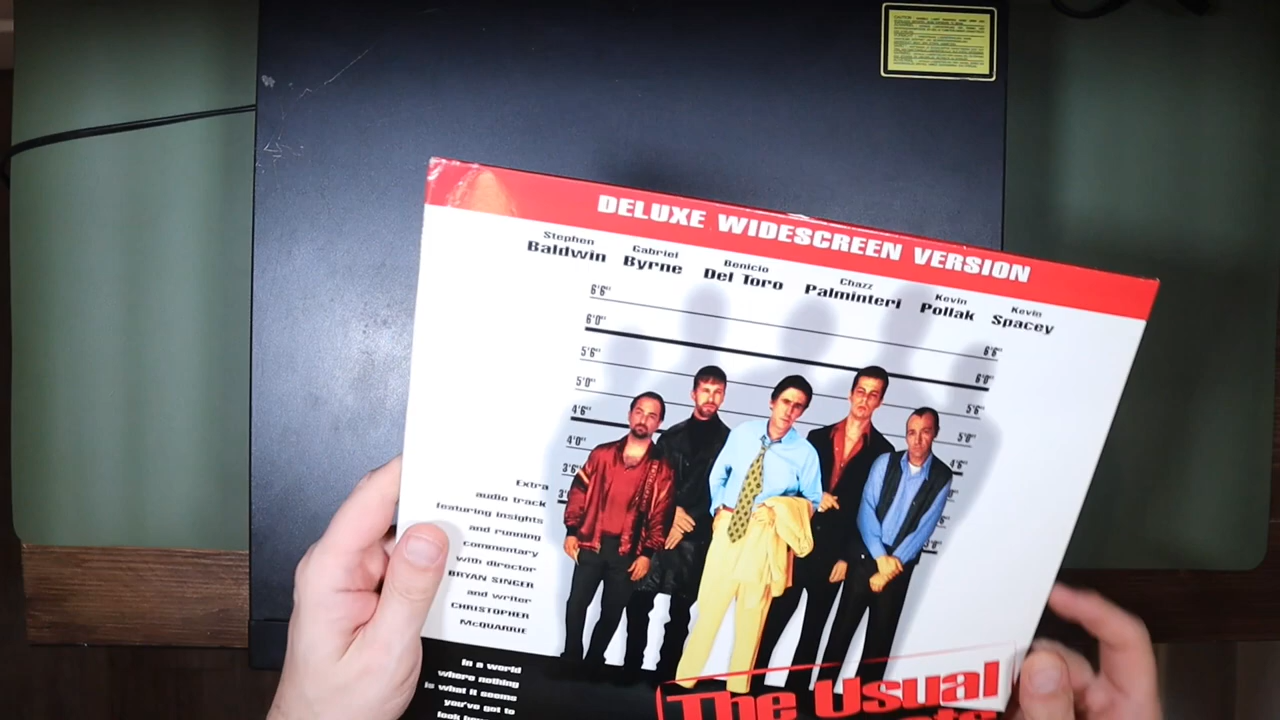 CAUTION
DELUXE WIDESCREEN VERSION
Stephen Baldwin
Gabriel Byrne
Benicio Del Toro
Chazz Palminteri
Kevin Pollak
Kevin Spacey
6'6" 6'6"
6'0" 6'0"
5'6" 5'6"
5'0" 5'0"
4'6" 4'6"
4'0"
3'6"
Extra
audio track
featuring insights
and running
commentary
with director
BRYAN SINGER
and writer
CHRISTOPHER
McQUARRIE
In a world
where nothing
is what it seems
you've got to
The Usual